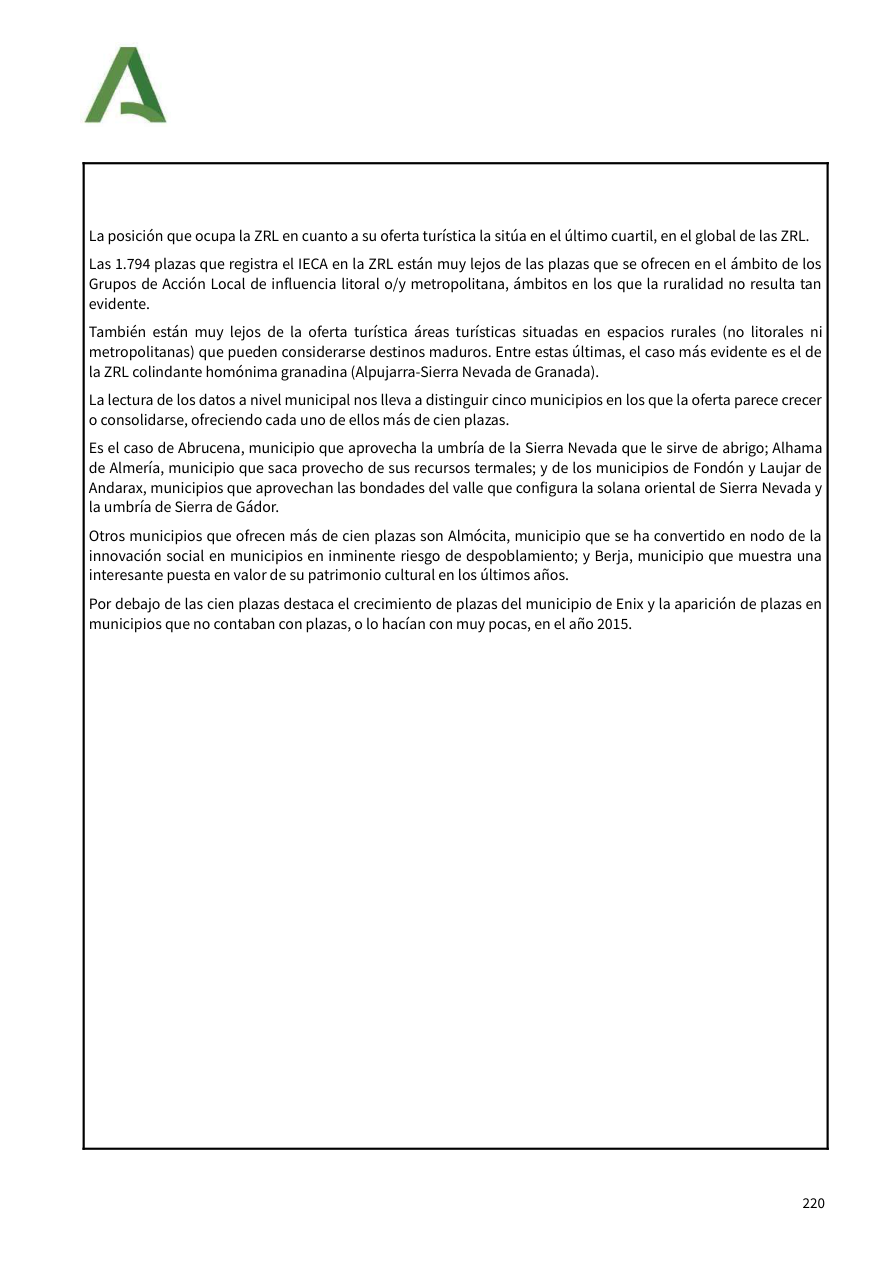 La posición que ocupa la ZRL en cuanto a su oferta turística la sitúa en el último cuartil, en el global de las ZRL.
Las 1.794 plazas que registra el IECA en la ZRL están muy lejos de las plazas que se ofrecen en el ámbito de los
Grupos de Acción Local de influencia litoral o/y metropolitana, ámbitos en los que la ruralidad no resulta tan
evidente.
También están muy lejos de la oferta turística áreas turísticas situadas en espacios rurales (no litorales ni
metropolitanas) que pueden considerarse destinos maduros. Entre estas últimas, el caso más evidente es el de
la ZRL colindante homónima granadina (Alpujarra-Sierra Nevada de Granada).
La lectura de los datos a nivel municipal nos lleva a distinguir cinco municipios en los que la oferta parece crecer
o consolidarse, ofreciendo cada uno de ellos más de cien plazas.
Es el caso de Abrucena, municipio que aprovecha la umbría de la Sierra Nevada que le sirve de abrigo; Alhama
de Almería, municipio que saca provecho de sus recursos termales; y de los municipios de Fondón y Laujar de
Andarax, municipios que aprovechan las bondades del valle que configura la solana oriental de Sierra Nevada y
la umbría de Sierra de Gádor.
Otros municipios que ofrecen más de cien plazas son Almócita, municipio que se ha convertido en nodo de la
innovación social en municipios en inminente riesgo de despoblamiento; y Berja, municipio que muestra una
interesante puesta en valor de su patrimonio cultural en los últimos años.
Por debajo de las cien plazas destaca el crecimiento de plazas del municipio de Enix y la aparición de plazas en
municipios que no contaban con plazas, o lo hacían con muy pocas, en el año 2015.
220